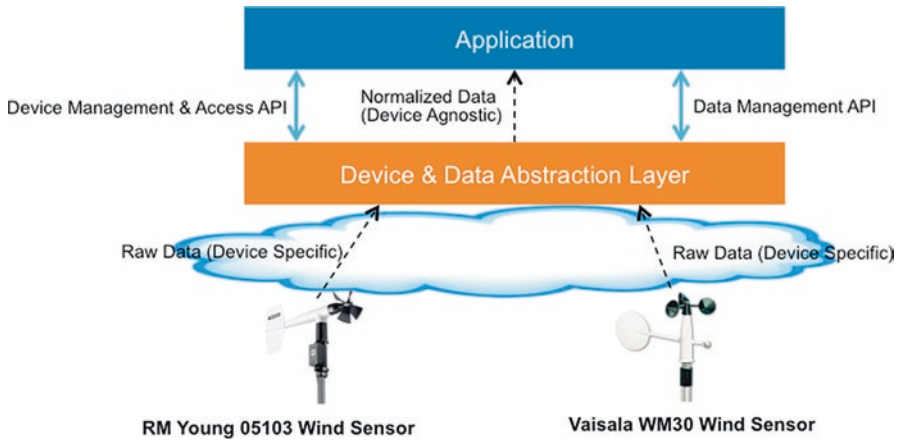 Application
Device Management & Access API
Normalized Data
(Device Agnostic)
Data Management API
Device & Data Abstraction Layer
Raw Data (Device Specific)
Raw Data (Device Specific)
RM Young 05103 Wind Sensor
Vaisala WM30 Wind Sensor